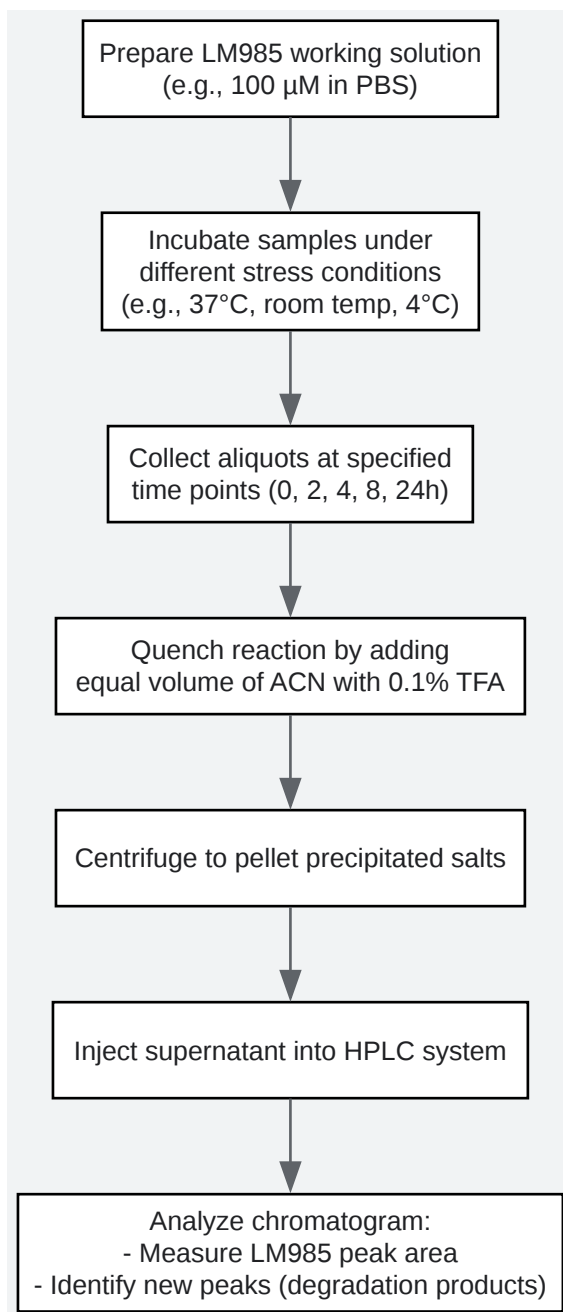 Prepare LM985 working solution
(e.g., 100 µM in PBS)
Incubate samples under
different stress conditions
(e.g., 37°C, room temp, 4°C)
Collect aliquots at specified
time points (0, 2, 4, 8, 24h)
Quench reaction by adding
equal volume of ACN with 0.1% TFA
Centrifuge to pellet precipitated salts
Inject supernatant into HPLC system
Analyze chromatogram:
- Measure LM985 peak area
- Identify new peaks (degradation products)